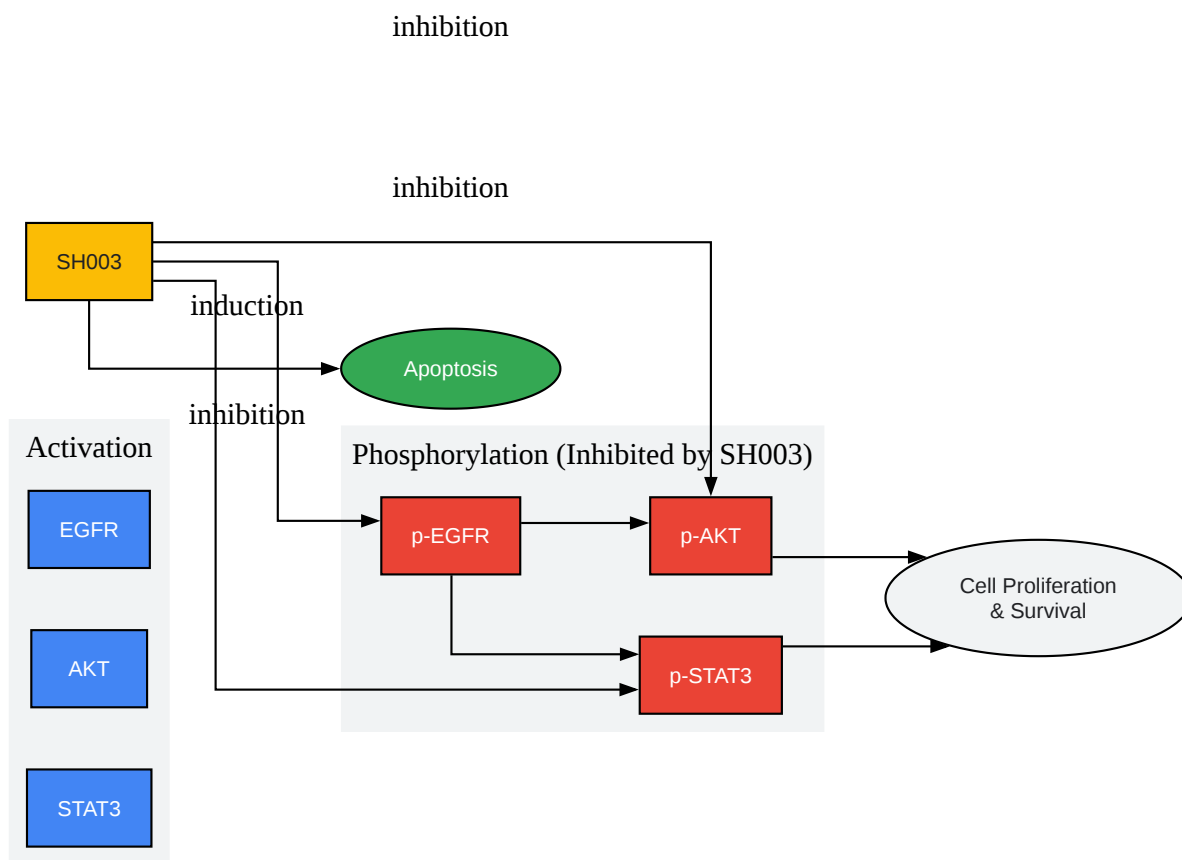 inhibition
inhibition
SH003
induction
Apoptosis
inhibition
Activation
Phosphorylation (Inhibited by SH003)
EGFR
p-EGFR
p-AKT
Cell Proliferation
& Survival
AKT
p-STAT3
STAT3